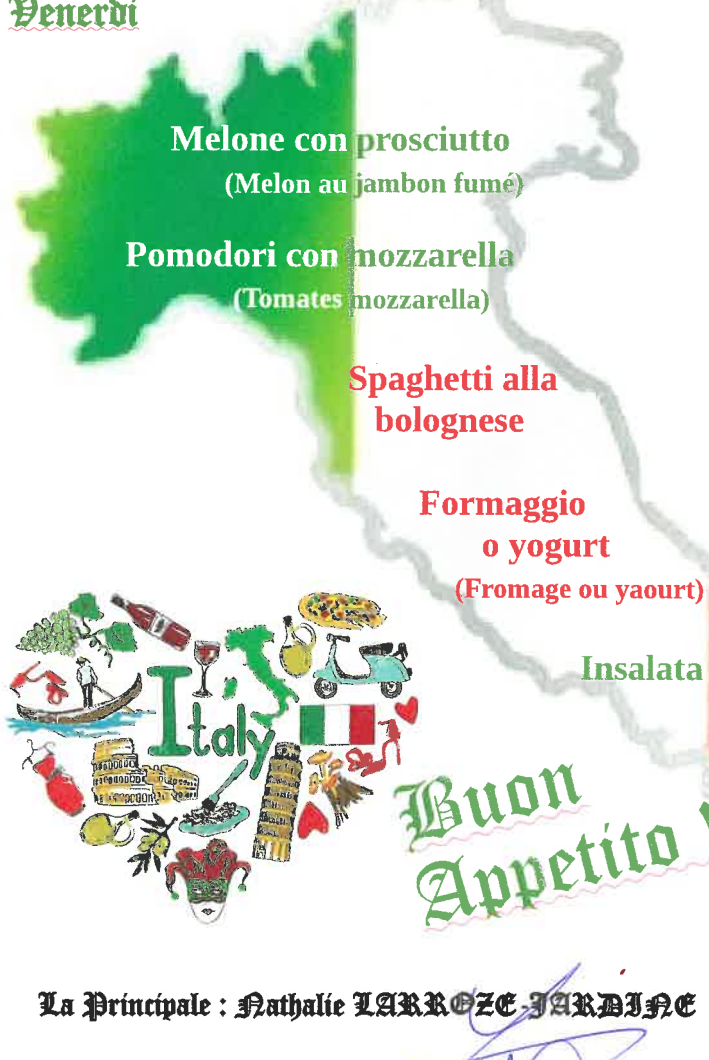 Venerdi
Melone con prosciutto
(Melon au jambon fumé)
Pomodori con mozzarella
(Tomates mozzarella)
Spaghetti alla
bolognese
Formaggio
o yogurt
(Fromage ou yaourt)
Insalata
Italy
Buon
Appetito !
La Principale : Nathalie LARROZE-JARDINE